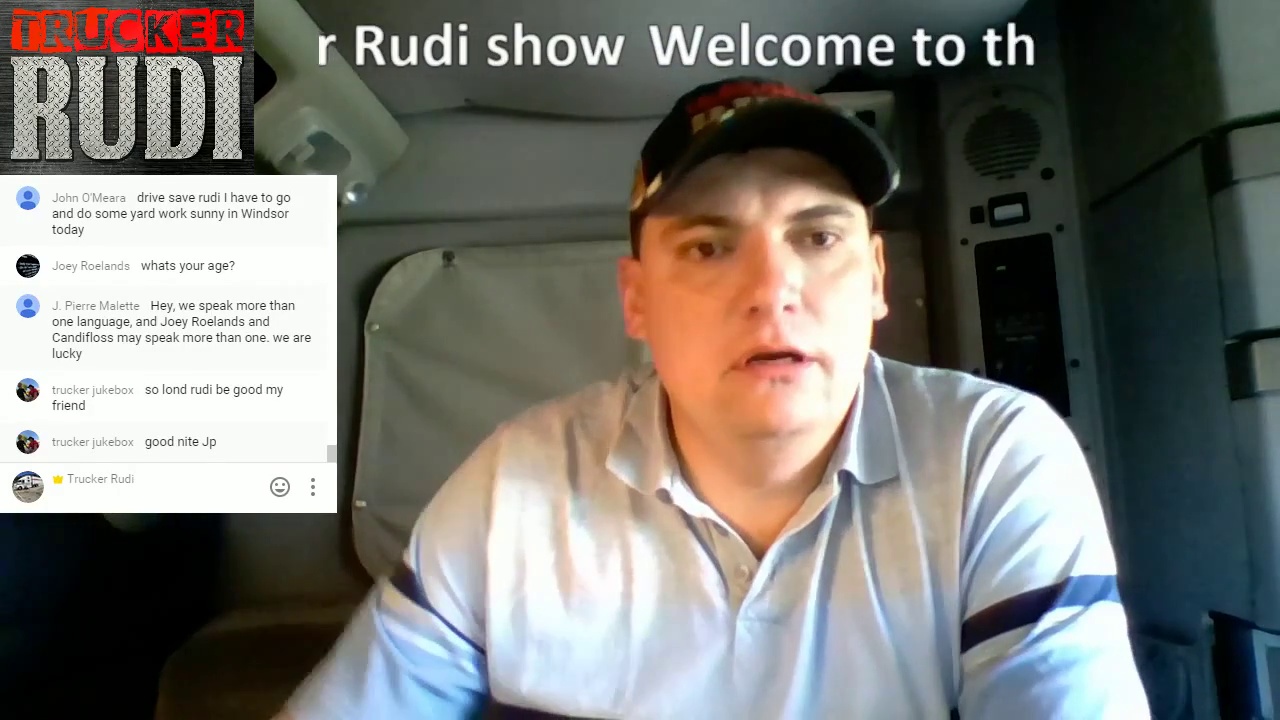 TRUCKER
RUDI
r Rudi show Welcome to th
John O'Meara drive save rudi I have to go
and do some yard work sunny in Windsor
today
Joey Roelands whats your age?
J. Pierre Malette Hey, we speak more than
one language, and Joey Roelands and
Candifloss may speak more than one. we are
lucky
trucker jukebox so lond rudi be good my
friend
trucker jukebox good nite Jp
Trucker Rudi